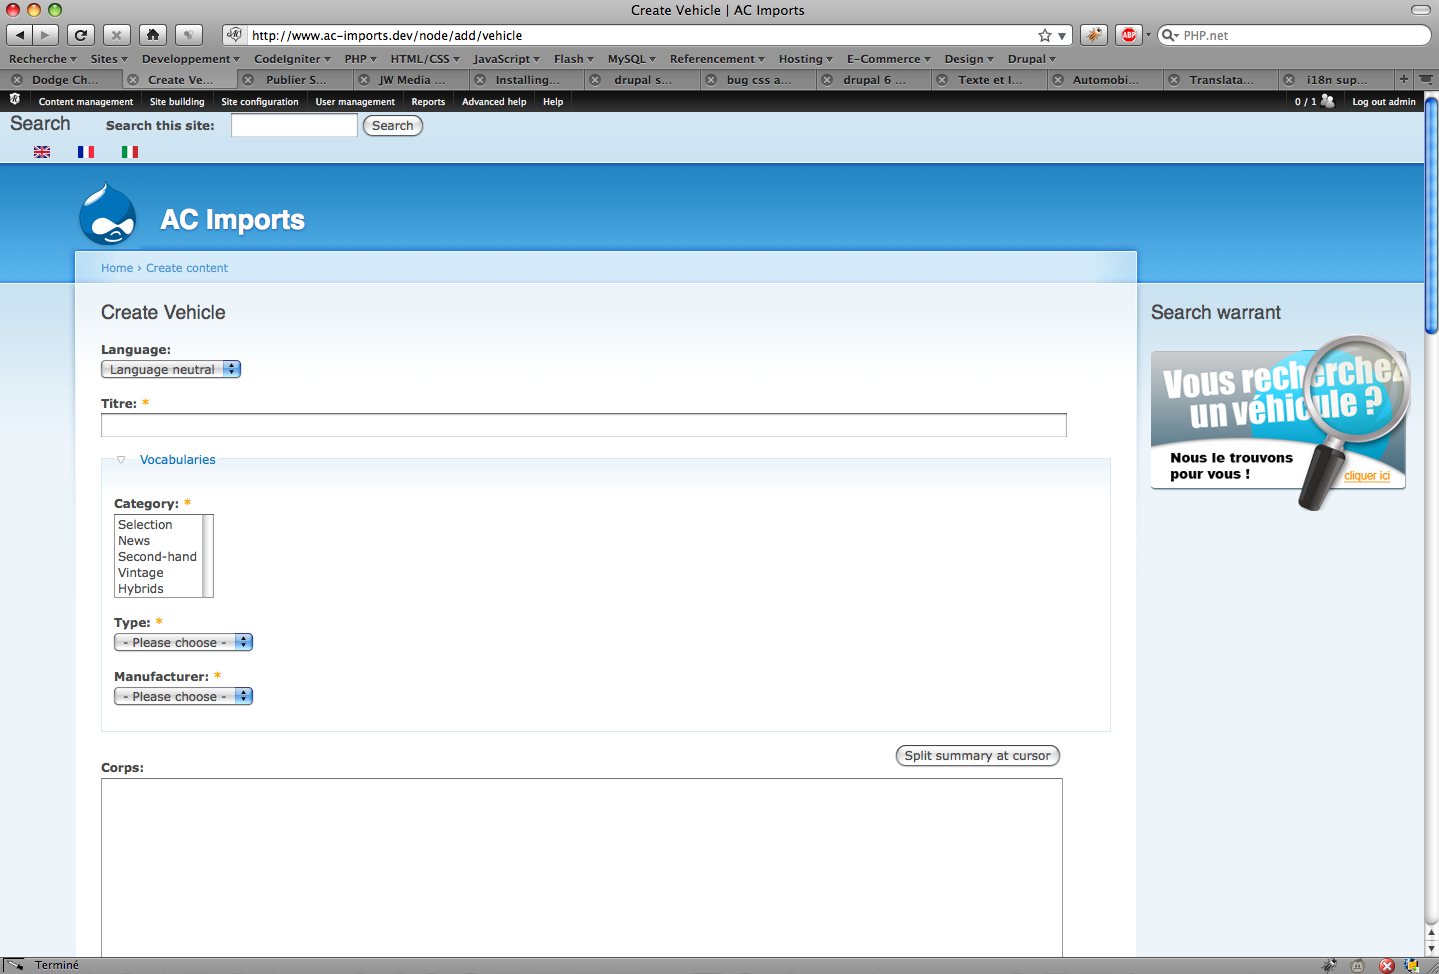 Create Vehicle | AC Imports
http://www.ac-imports.dev/node/add/vehicle
PHP.net
Recherche Sites Developpement CodeIgniter PHP HTML/CSS JavaScript Flash MySQL Referencement Hosting E-Commerce Design Drupal
Dodge Ch... Create Ve... Publier S... JW Media ... Installing... drupal s... bug css a... drupal 6 ... Texte et I... Automobi... Translata... i18n sup...
Content management Site building Site configuration User management Reports Advanced help Help 0 / 1 Log out admin
Search Search this site: Search
AC Imports
Home › Create content
Create Vehicle
Language:
Language neutral
Titre: *
Vocabularies
Category: *
Selection
News
Second-hand
Vintage
Hybrids
Type: *
- Please choose -
Manufacturer: *
- Please choose -
Split summary at cursor
Corps:
Search warrant
Vous recherchez
un véhicule ?
Nous le trouvons
pour vous !
cliquer ici
ABP
Terminé